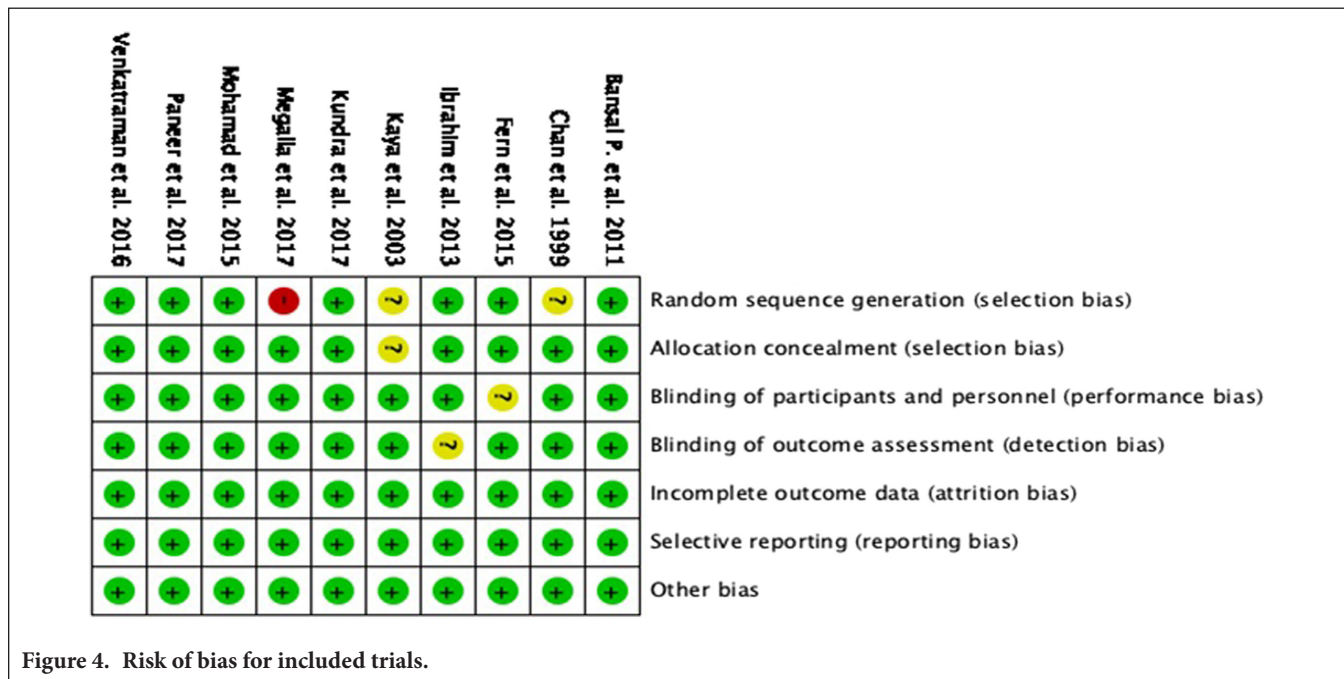 Venkatraman et al. 2016
Paneer et al. 2017
Mohamad et al. 2015
Megalla et al. 2017
Kundra et al. 2017
Kaya et al. 2003
Ibrahim et al. 2013
Fern et al. 2015
Chan et al. 1999
Bansal P. et al. 2011
+ + + - + ? + + ? + Random sequence generation (selection bias)
+ + + + + ? + + + + Allocation concealment (selection bias)
+ + + + + + + ? + + Blinding of participants and personnel (performance bias)
+ + + + + + ? + + + Blinding of outcome assessment (detection bias)
+ + + + + + + + + + Incomplete outcome data (attrition bias)
+ + + + + + + + + + Selective reporting (reporting bias)
+ + + + + + + + + + Other bias
Figure 4. Risk of bias for included trials.